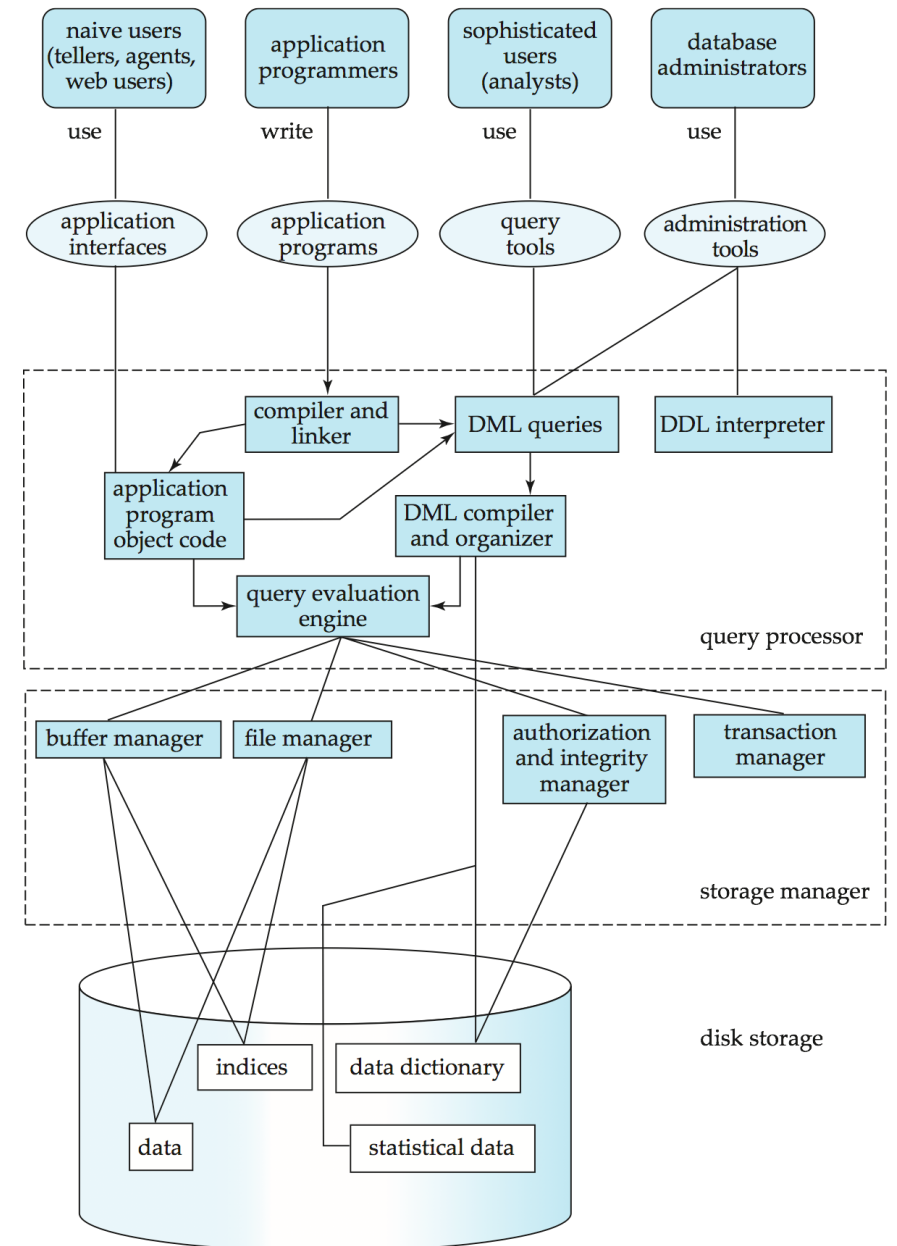 naive users
(tellers, agents,
web users)
application
programmers
sophisticated
users
(analysts)
database
administrators
use
write
use
use
application
interfaces
application
programs
query
tools
administration
tools
compiler and
linker
DML queries
DDL interpreter
application
program
object code
DML compiler
and organizer
query evaluation
engine
query processor
buffer manager
file manager
authorization
and integrity
manager
transaction
manager
storage manager
disk storage
indices
data dictionary
data
statistical data